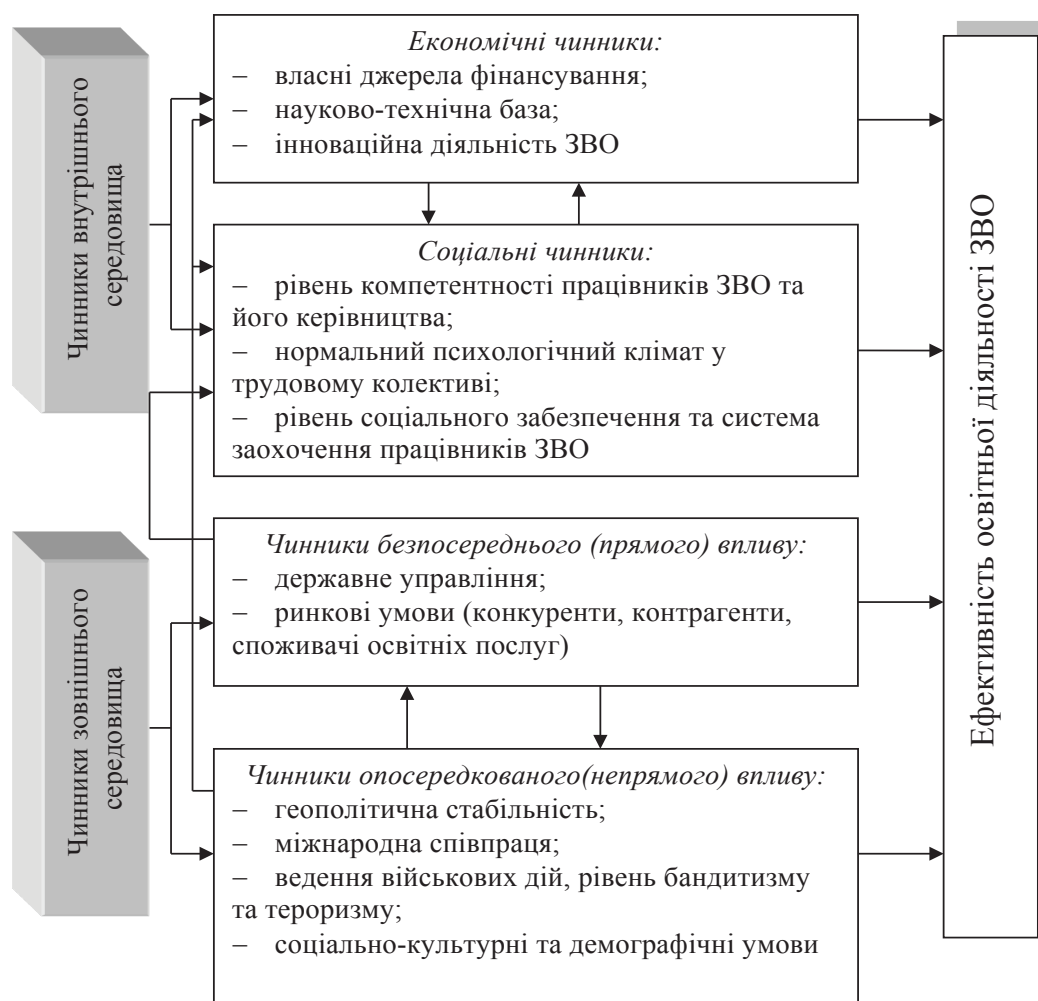 Чинники внутрішнього
середовища
Економічні чинники:
– власні джерела фінансування;
– науково-технічна база;
– інноваційна діяльність ЗВО
Соціальні чинники:
– рівень компетентності працівників ЗВО та
його керівництва;
– нормальний психологічний клімат у
трудовому колективі;
– рівень соціального забезпечення та система
заохочення працівників ЗВО
Чинники зовнішнього
середовища
Чинники безпосереднього (прямого) впливу:
– державне управління;
– ринкові умови (конкуренти, контрагенти,
споживачі освітніх послуг)
Чинники опосередкованого(непрямого) впливу:
– геополітична стабільність;
– міжнародна співпраця;
– ведення військових дій, рівень бандитизму
та тероризму;
– соціально-культурні та демографічні умови
Ефективність освітньої діяльності ЗВО